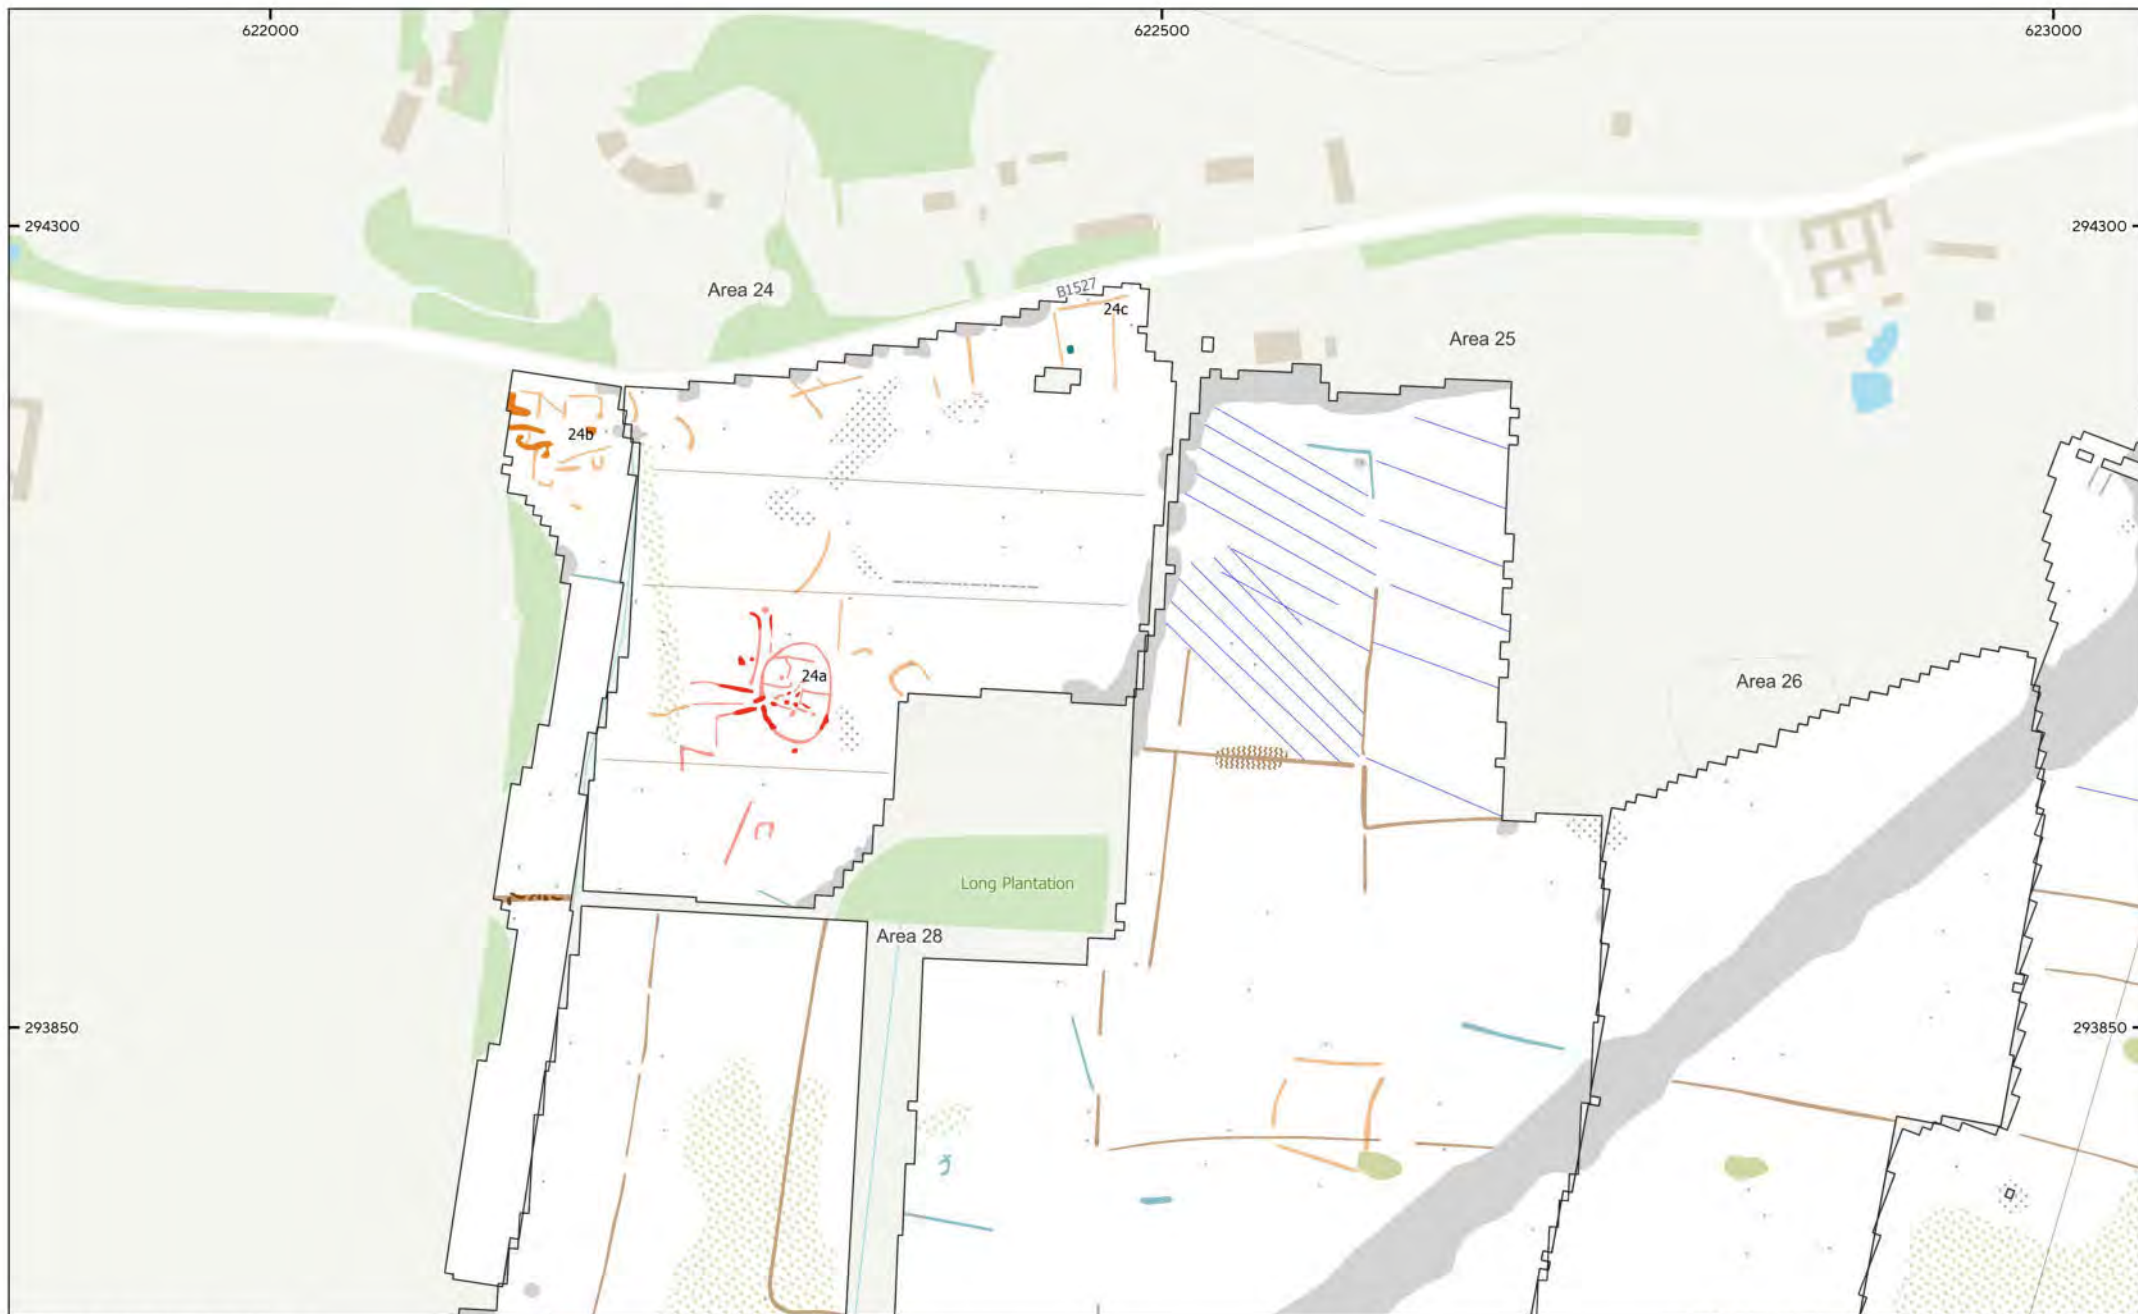 622000
622500
623000
294300
294300
Area 24
B1527
24c
Area 25
24b
24a
Area 26
Long Plantation
Area 28
293850
293850